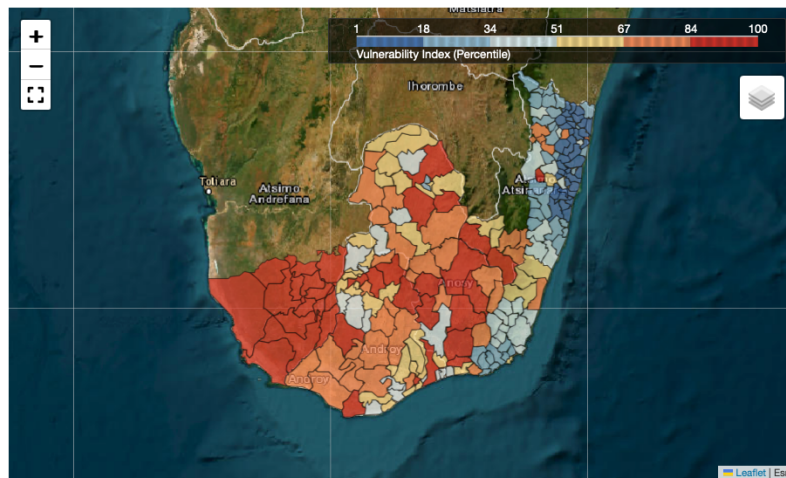 Matsiatra
+
−
1 18 34 51 67 84 100
Vulnerability Index (Percentile)
Ihorombe
Toliara
Atsimo
Andrefana
Atsimo
Anosy
Androy
Androy
Leaflet | Es